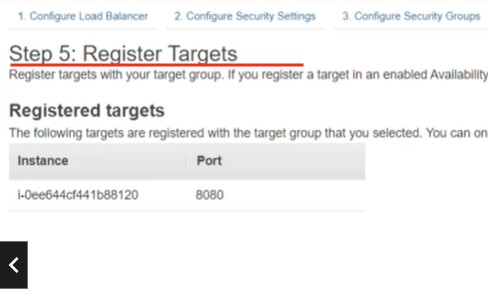 1. Configure Load Balancer 2. Configure Security Settings 3. Configure Security Groups
Step 5: Register Targets
Register targets with your target group. If you register a target in an enabled Availability
Registered targets
The following targets are registered with the target group that you selected. You can on
Instance Port
i-0ee644cf441b88120 8080